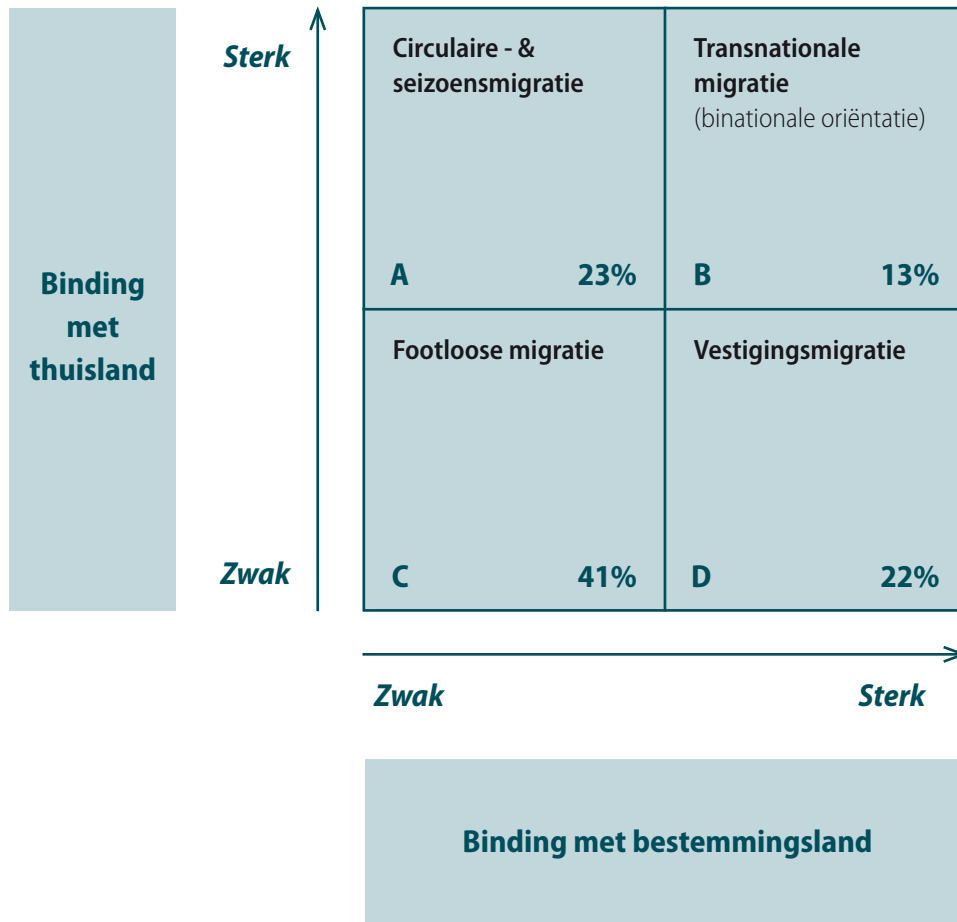 Sterk
Circulaire - &
seizoensmigratie
A 23%
Transnationale
migratie
(binationale oriëntatie)
B 13%
Binding
met
thuisland
Footloose migratie
C 41%
Vestigingsmigratie
D 22%
Zwak
Zwak Sterk
Binding met bestemmingsland